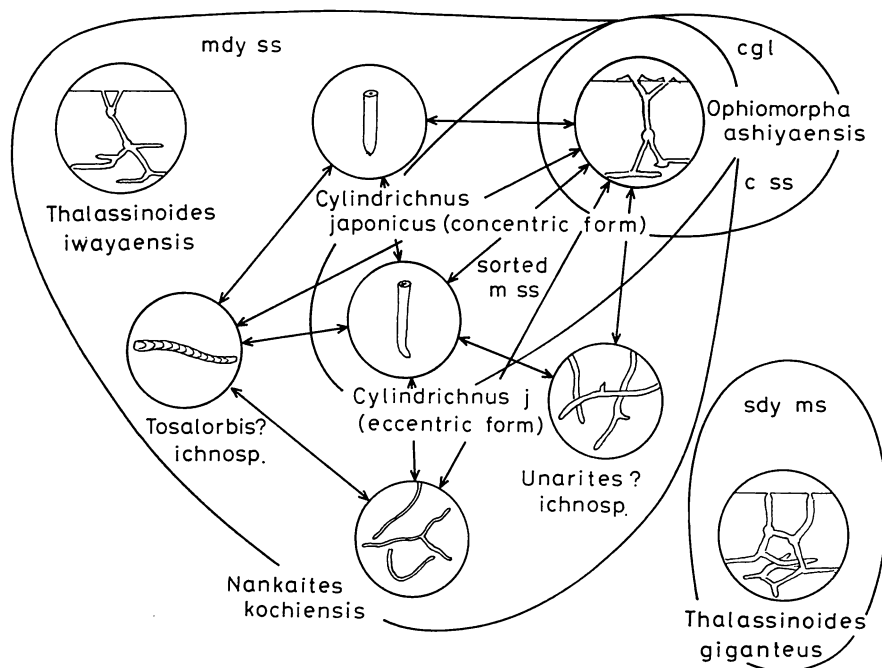 mdy ss
cgl
Ophiomorpha
ashiyaensis
c ss
Thalassinoides
iwayaensis
Cylindrichnus
japonicus (concentric form)
sorted
m ss
Tosalorbis?
ichnosp.
Cylindrichnus j
(eccentric form)
Unarites ?
ichnosp.
Nankaites
kochiensis
sdy ms
Thalassinoides
giganteus